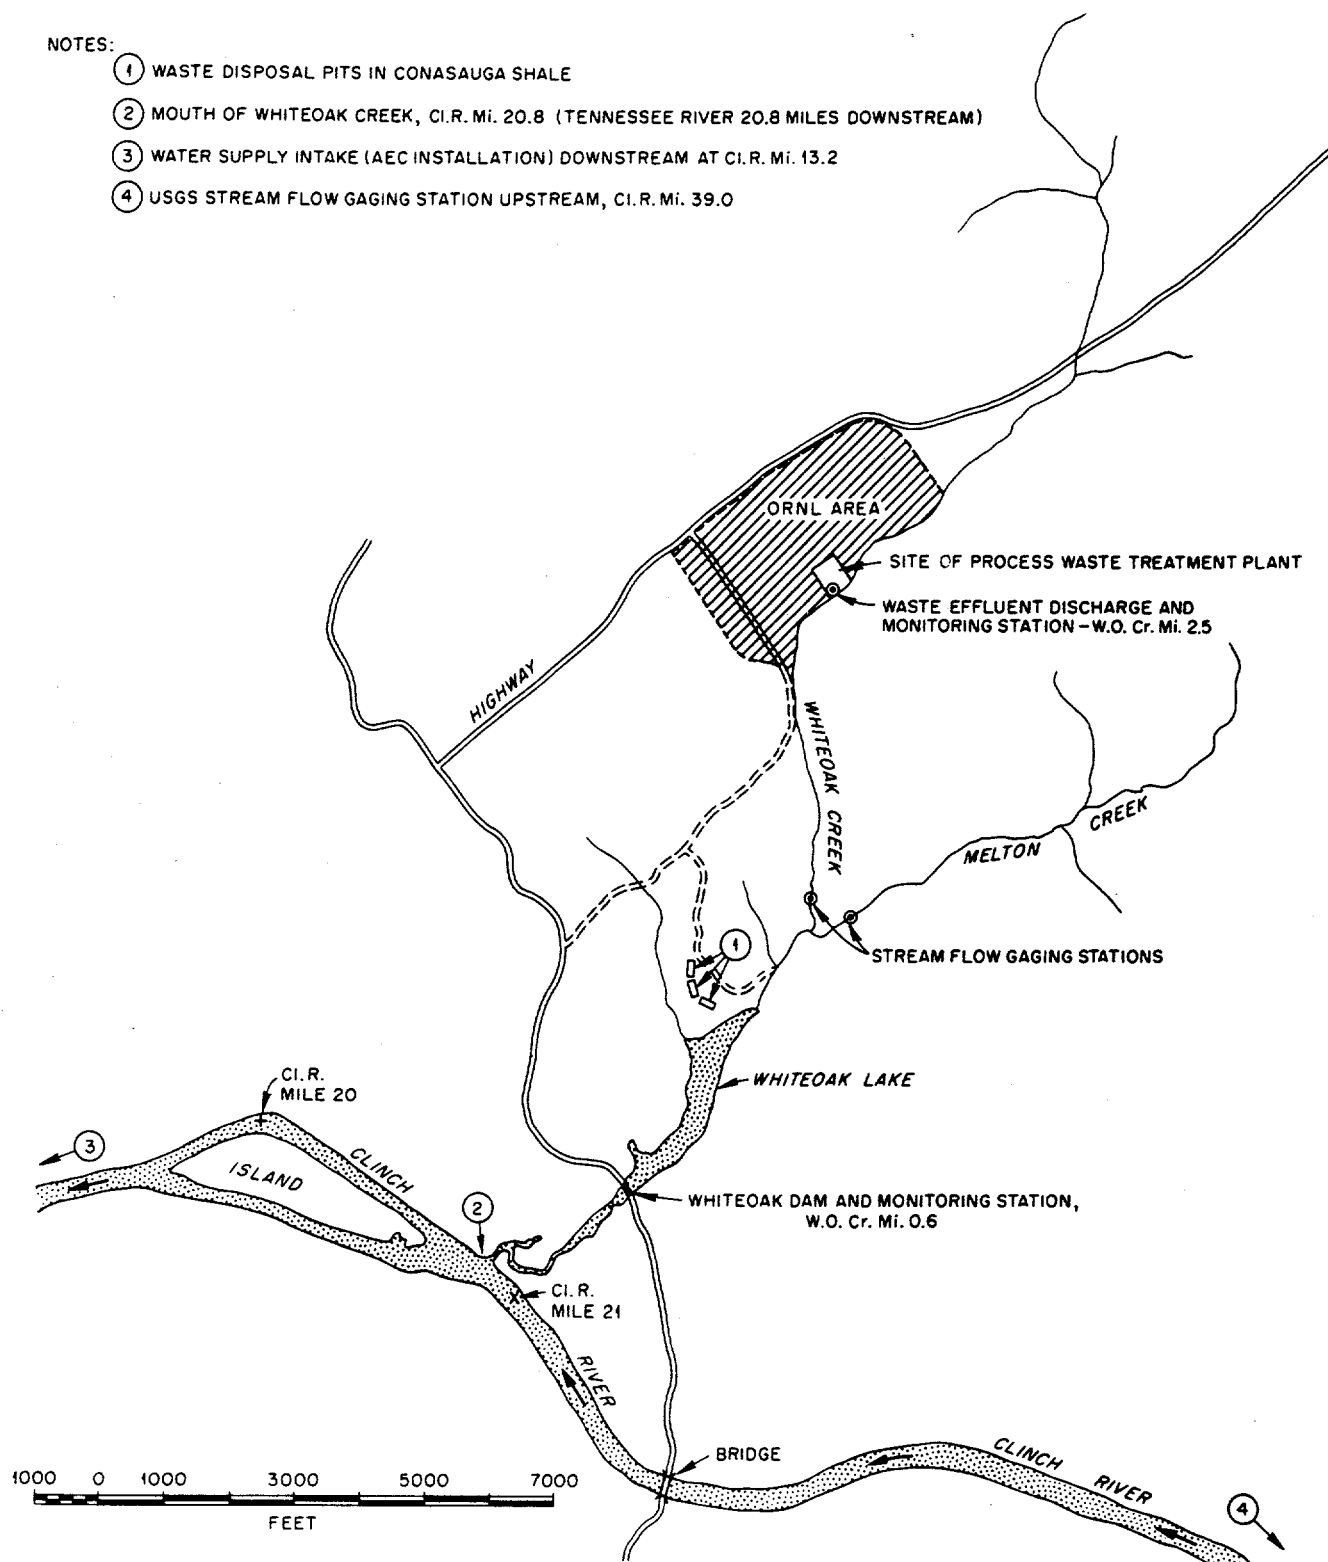 NOTES:
1 WASTE DISPOSAL PITS IN CONASAUGA SHALE
2 MOUTH OF WHITEOAK CREEK, Cl.R. Mi. 20.8 (TENNESSEE RIVER 20.8 MILES DOWNSTREAM)
3 WATER SUPPLY INTAKE (AEC INSTALLATION) DOWNSTREAM AT Cl.R. Mi. 13.2
4 USGS STREAM FLOW GAGING STATION UPSTREAM, Cl.R. Mi. 39.0
ORNL AREA
SITE OF PROCESS WASTE TREATMENT PLANT
WASTE EFFLUENT DISCHARGE AND
MONITORING STATION – W.O. Cr. Mi. 2.5
HIGHWAY
WHITEOAK CREEK
MELTON CREEK
1
STREAM FLOW GAGING STATIONS
WHITEOAK LAKE
Cl.R.
MILE 20
3
ISLAND
CLINCH
2
WHITEOAK DAM AND MONITORING STATION,
W.O. Cr. Mi. 0.6
Cl.R.
MILE 21
RIVER
BRIDGE
CLINCH
RIVER
4
1000 0 1000 3000 5000 7000
FEET